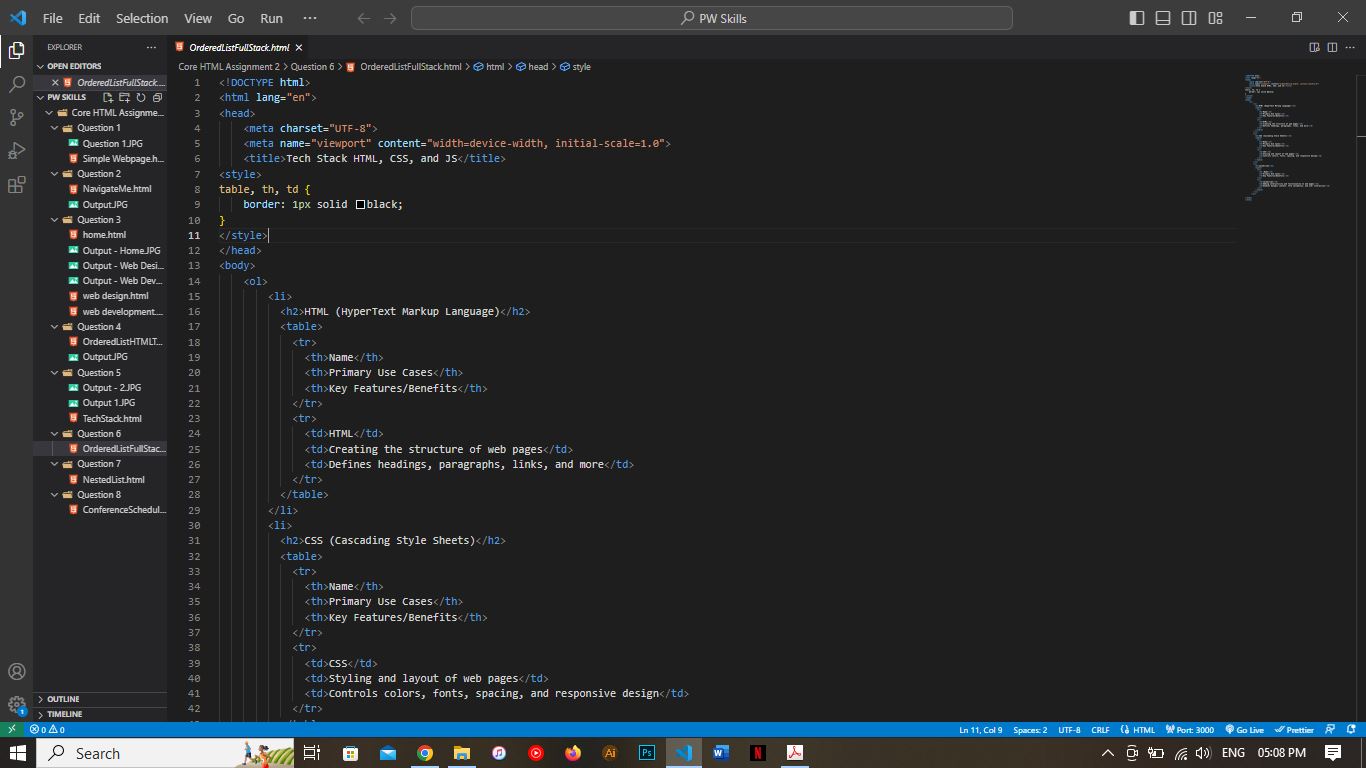 File Edit Selection View Go Run ··· PW Skills
EXPLORER ···
OPEN EDITORS
OrderedListFullStack....
PW SKILLS
Core HTML Assignme...
Question 1
Question 1.JPG
Simple Webpage.h...
Question 2
NavigateMe.html
Output.JPG
Question 3
home.html
Output - Home.JPG
Output - Web Desi...
Output - Web Dev...
web design.html
web development....
Question 4
OrderedListHTMLT...
Output.JPG
Question 5
Output - 2.JPG
Output 1.JPG
TechStack.html
Question 6
OrderedListFullStac...
Question 7
NestedList.html
Question 8
ConferenceSchedul...
OUTLINE
TIMELINE
OrderedListFullStack.html
Core HTML Assignment 2 > Question 6 > OrderedListFullStack.html > html > head > style
1 <!DOCTYPE html>
2 <html lang="en">
3 <head>
4 <meta charset="UTF-8">
5 <meta name="viewport" content="width=device-width, initial-scale=1.0">
6 <title>Tech Stack HTML, CSS, and JS</title>
7 <style>
8 table, th, td {
9 border: 1px solid black;
10 }
11 </style>
12 </head>
13 <body>
14 <ol>
15 <li>
16 <h2>HTML (HyperText Markup Language)</h2>
17 <table>
18 <tr>
19 <th>Name</th>
20 <th>Primary Use Cases</th>
21 <th>Key Features/Benefits</th>
22 </tr>
23 <tr>
24 <td>HTML</td>
25 <td>Creating the structure of web pages</td>
26 <td>Defines headings, paragraphs, links, and more</td>
27 </tr>
28 </table>
29 </li>
30 <li>
31 <h2>CSS (Cascading Style Sheets)</h2>
32 <table>
33 <tr>
34 <th>Name</th>
35 <th>Primary Use Cases</th>
36 <th>Key Features/Benefits</th>
37 </tr>
38 <tr>
39 <td>CSS</td>
40 <td>Styling and layout of web pages</td>
41 <td>Controls colors, fonts, spacing, and responsive design</td>
42 </tr>
0 0 Ln 11, Col 9 Spaces: 2 UTF-8 CRLF HTML Port: 3000 Go Live Prettier
Search Ai Ps W N ENG 05:08 PM